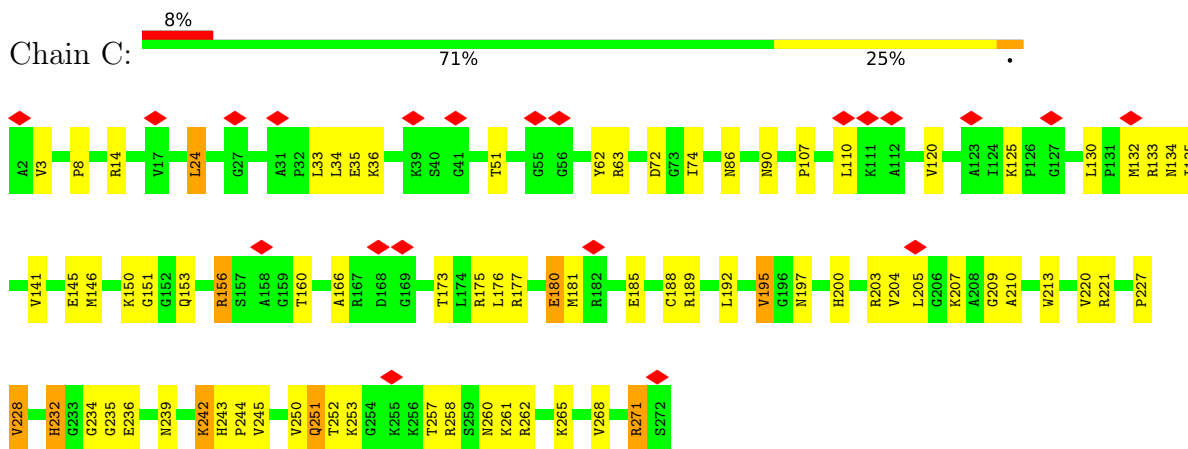 8%
Chain C:
71% 25% •
A2 V3 P8 R14 V17 L24 G27 A31 P32 L33 L34 E35 K36 K39 S40 G41 T51 G55 G56 Y62 R63 D72 G73 I74 N86 N90 P107 L110 K111 A112 V120 A123 I124 K125 P126 G127 L130 P131 M132 R133 N134
V141 E145 M146 K150 G151 G152 Q153 R156 S157 A158 G159 T160 A166 R167 D168 G169 T173 L174 R175 L176 R177 E180 M181 R182 E185 C188 R189 L192 V195 G196 N197 H200 R203 V204 L205 G206 K207 A208 G209 A210 W213 V220 R221 P227
V228 H232 G233 G234 G235 E236 N239 K242 H243 P244 V245 V250 Q251 T252 K253 G254 K255 K256 T257 R258 S259 N260 K261 R262 K265 V268 R271 S272